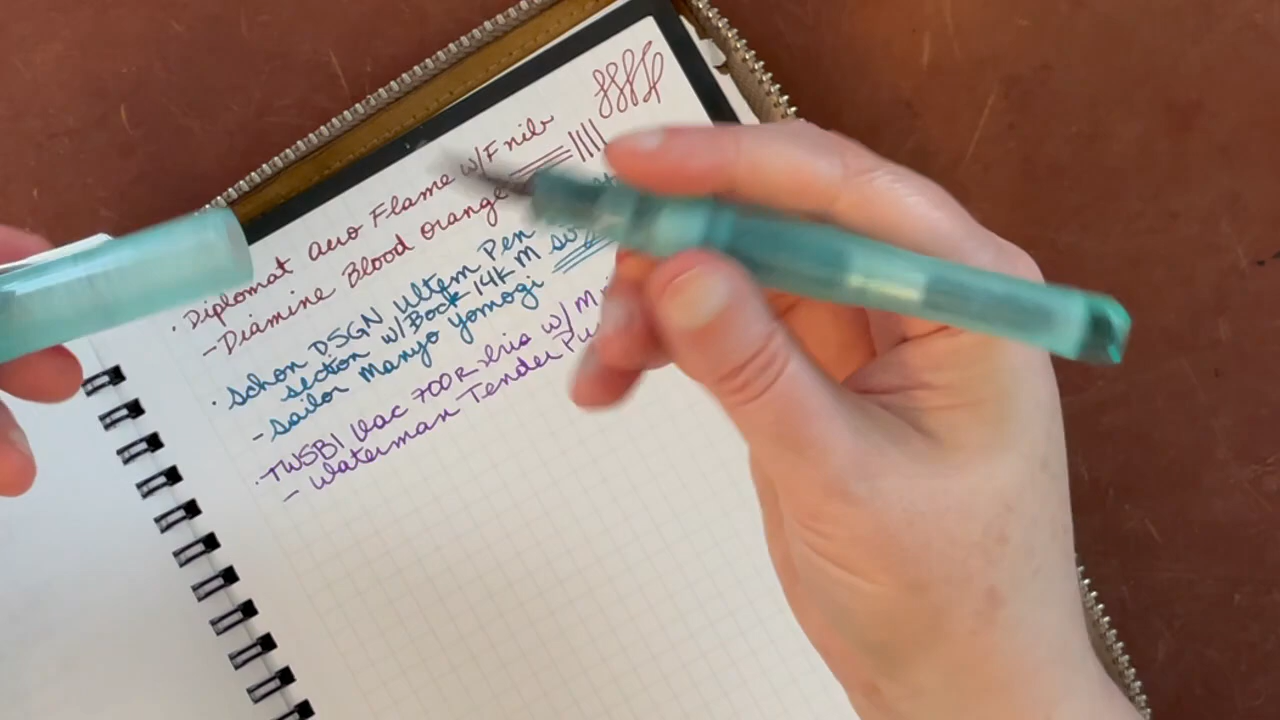 · Diplomat Aero Flame w/F nib
- Diamine Blood Orange
· Schon DSGN Ultem Pen
section w/Bock 14K M
- Sailor Manyo Yomogi
· TWSBI Vac 700R Iris w/M
- Waterman Tender